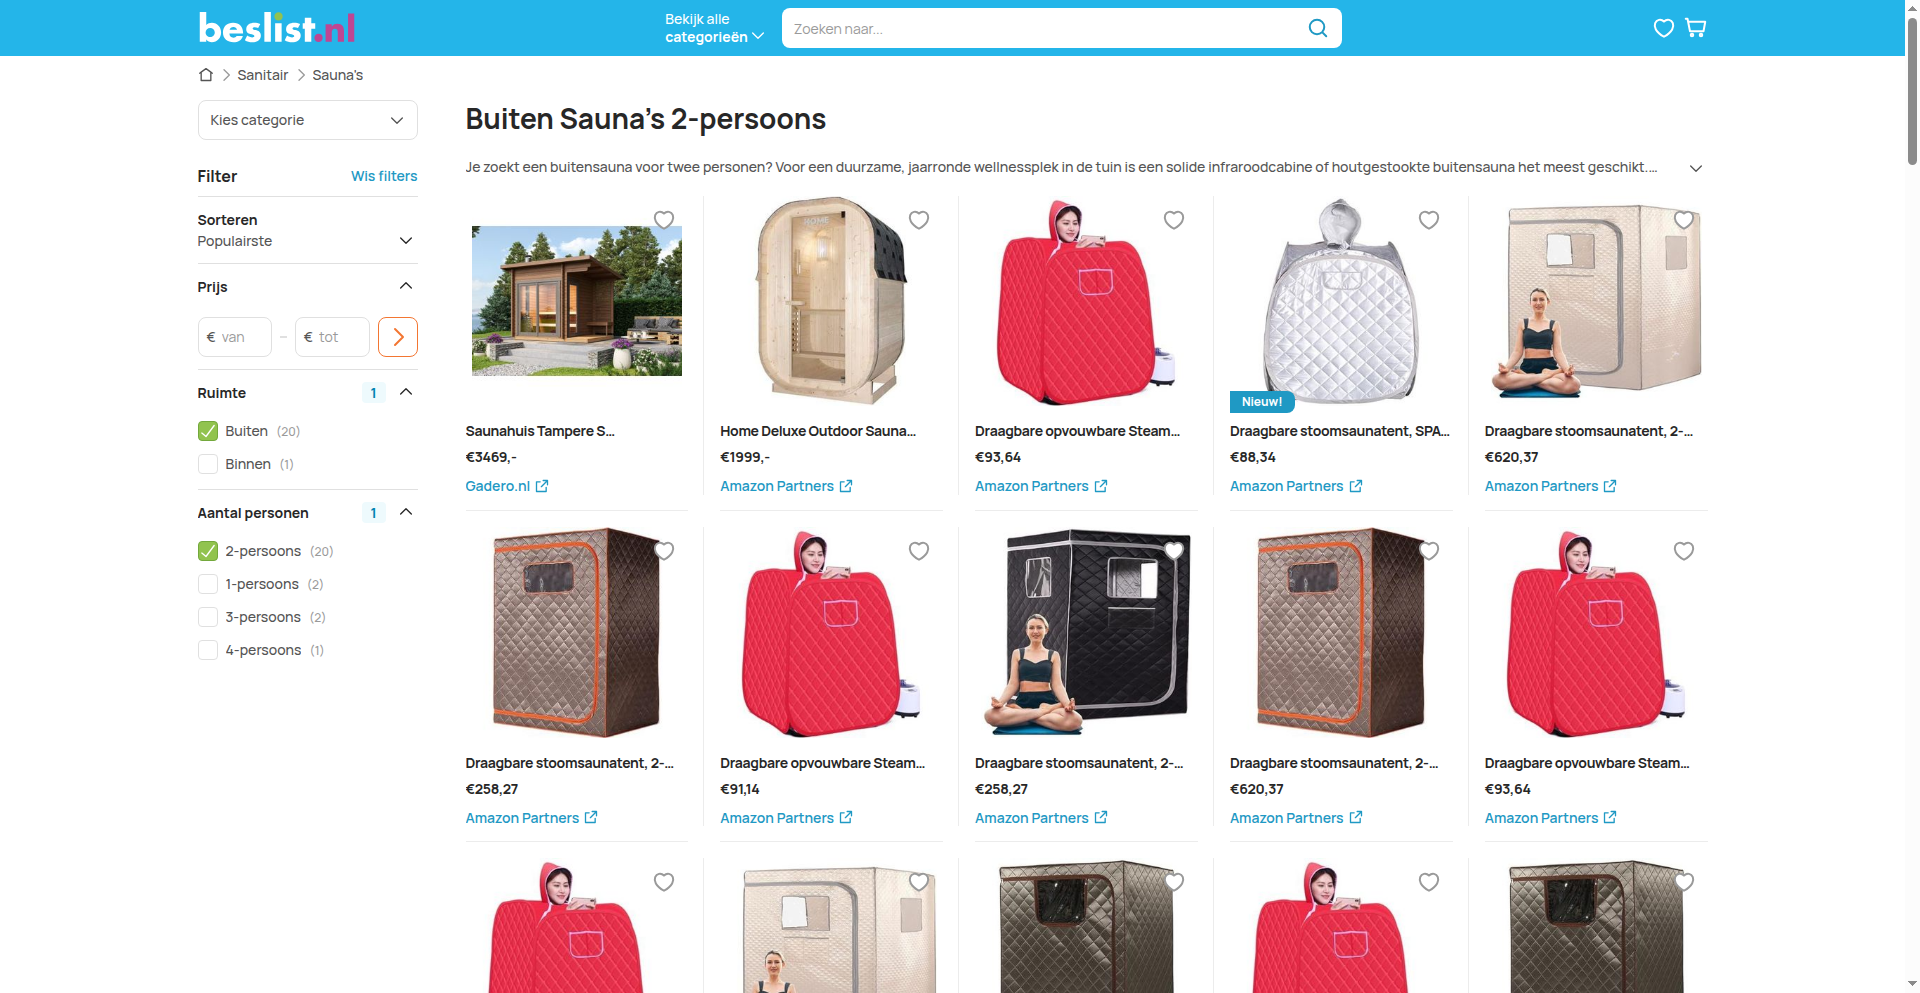 beslist.nl
Bekijk alle
categorieën
Zoeken naar...
Sanitair
Sauna's
Kies categorie
Filter
Wis filters
Sorteren
Populairste
Prijs
€ van
–
€ tot
Ruimte
1
Buiten (20)
Binnen (1)
Aantal personen
1
2-persoons (20)
1-persoons (2)
3-persoons (2)
4-persoons (1)
Buiten Sauna's 2-persoons
Je zoekt een buitensauna voor twee personen? Voor een duurzame, jaarronde wellnessplek in de tuin is een solide infraroodcabine of houtgestookte buitensauna het meest geschikt....
HOME
Nieuw!
Saunahuis Tampere S...
€3469,-
Gadero.nl
Home Deluxe Outdoor Sauna...
€1999,-
Amazon Partners
Draagbare opvouwbare Steam...
€93,64
Amazon Partners
Draagbare stoomsaunatent, SPA...
€88,34
Amazon Partners
Draagbare stoomsaunatent, 2-...
€620,37
Amazon Partners
Draagbare stoomsaunatent, 2-...
€258,27
Amazon Partners
Draagbare opvouwbare Steam...
€91,14
Amazon Partners
Draagbare stoomsaunatent, 2-...
€258,27
Amazon Partners
Draagbare stoomsaunatent, 2-...
€620,37
Amazon Partners
Draagbare opvouwbare Steam...
€93,64
Amazon Partners